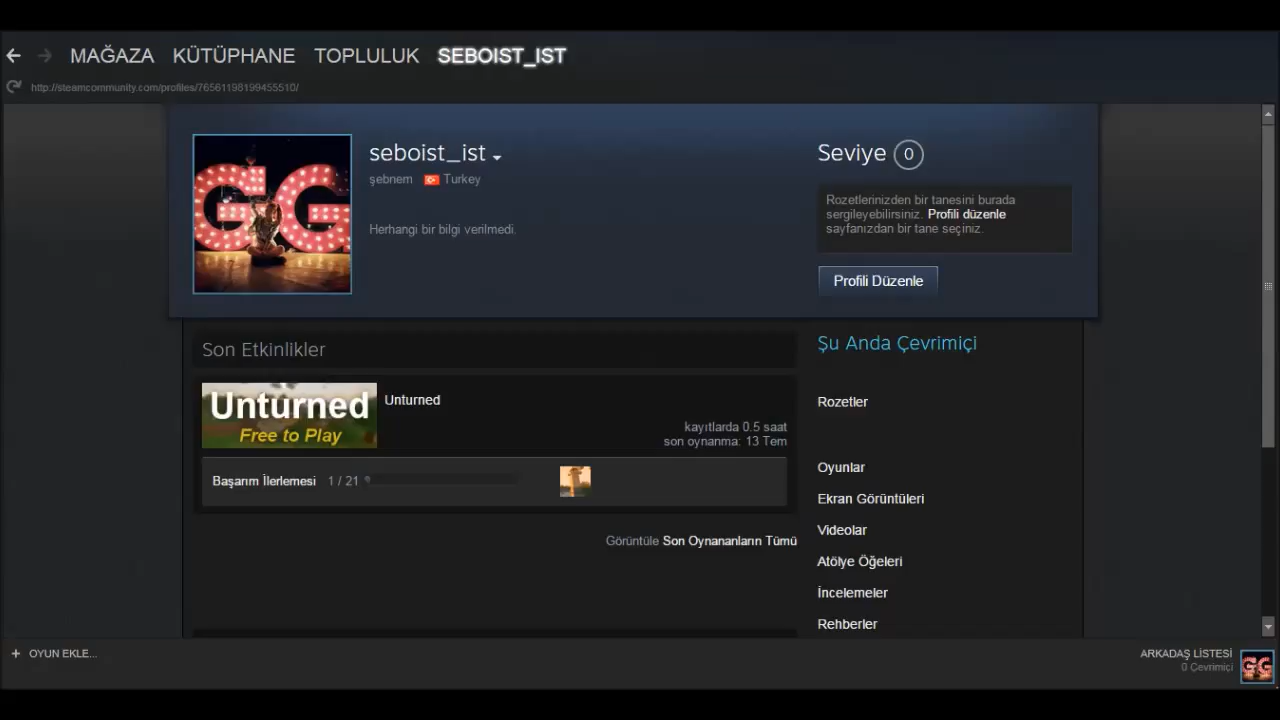 MAĞAZA KÜTÜPHANE TOPLULUK SEBOIST_IST
http://steamcommunity.com/profiles/76561198199455510/
GG
seboist_ist
şebnem Turkey
Herhangi bir bilgi verilmedi.
Seviye 0
Rozetlerinizden bir tanesini burada
sergileyebilirsiniz. Profili düzenle
sayfanızdan bir tane seçiniz.
Profili Düzenle
Son Etkinlikler
Unturned
Free to Play
Unturned
kayıtlarda 0.5 saat
son oynanma: 13 Tem
Başarım İlerlemesi 1 / 21
Görüntüle Son Oynananların Tümü
Şu Anda Çevrimiçi
Rozetler
Oyunlar
Ekran Görüntüleri
Videolar
Atölye Öğeleri
İncelemeler
Rehberler
+ OYUN EKLE...
ARKADAŞ LİSTESİ
0 Çevrimiçi
GG